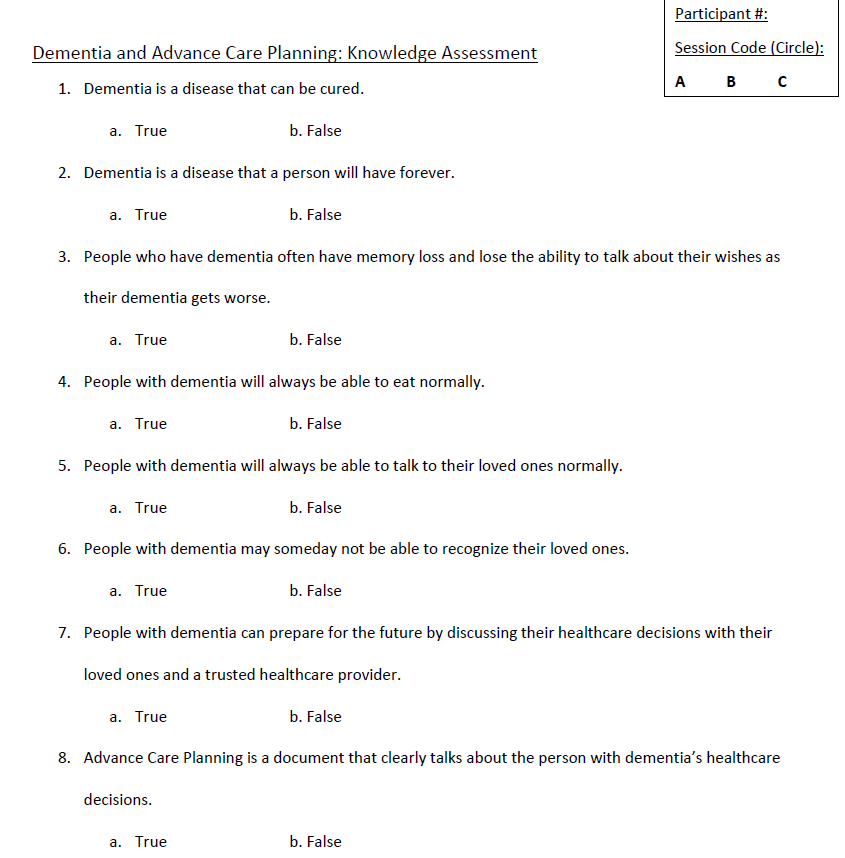 Participant #:
Session Code (Circle):
A B C
Dementia and Advance Care Planning: Knowledge Assessment
1. Dementia is a disease that can be cured.
a. True b. False
2. Dementia is a disease that a person will have forever.
a. True b. False
3. People who have dementia often have memory loss and lose the ability to talk about their wishes as
their dementia gets worse.
a. True b. False
4. People with dementia will always be able to eat normally.
a. True b. False
5. People with dementia will always be able to talk to their loved ones normally.
a. True b. False
6. People with dementia may someday not be able to recognize their loved ones.
a. True b. False
7. People with dementia can prepare for the future by discussing their healthcare decisions with their
loved ones and a trusted healthcare provider.
a. True b. False
8. Advance Care Planning is a document that clearly talks about the person with dementia’s healthcare
decisions.
a. True b. False